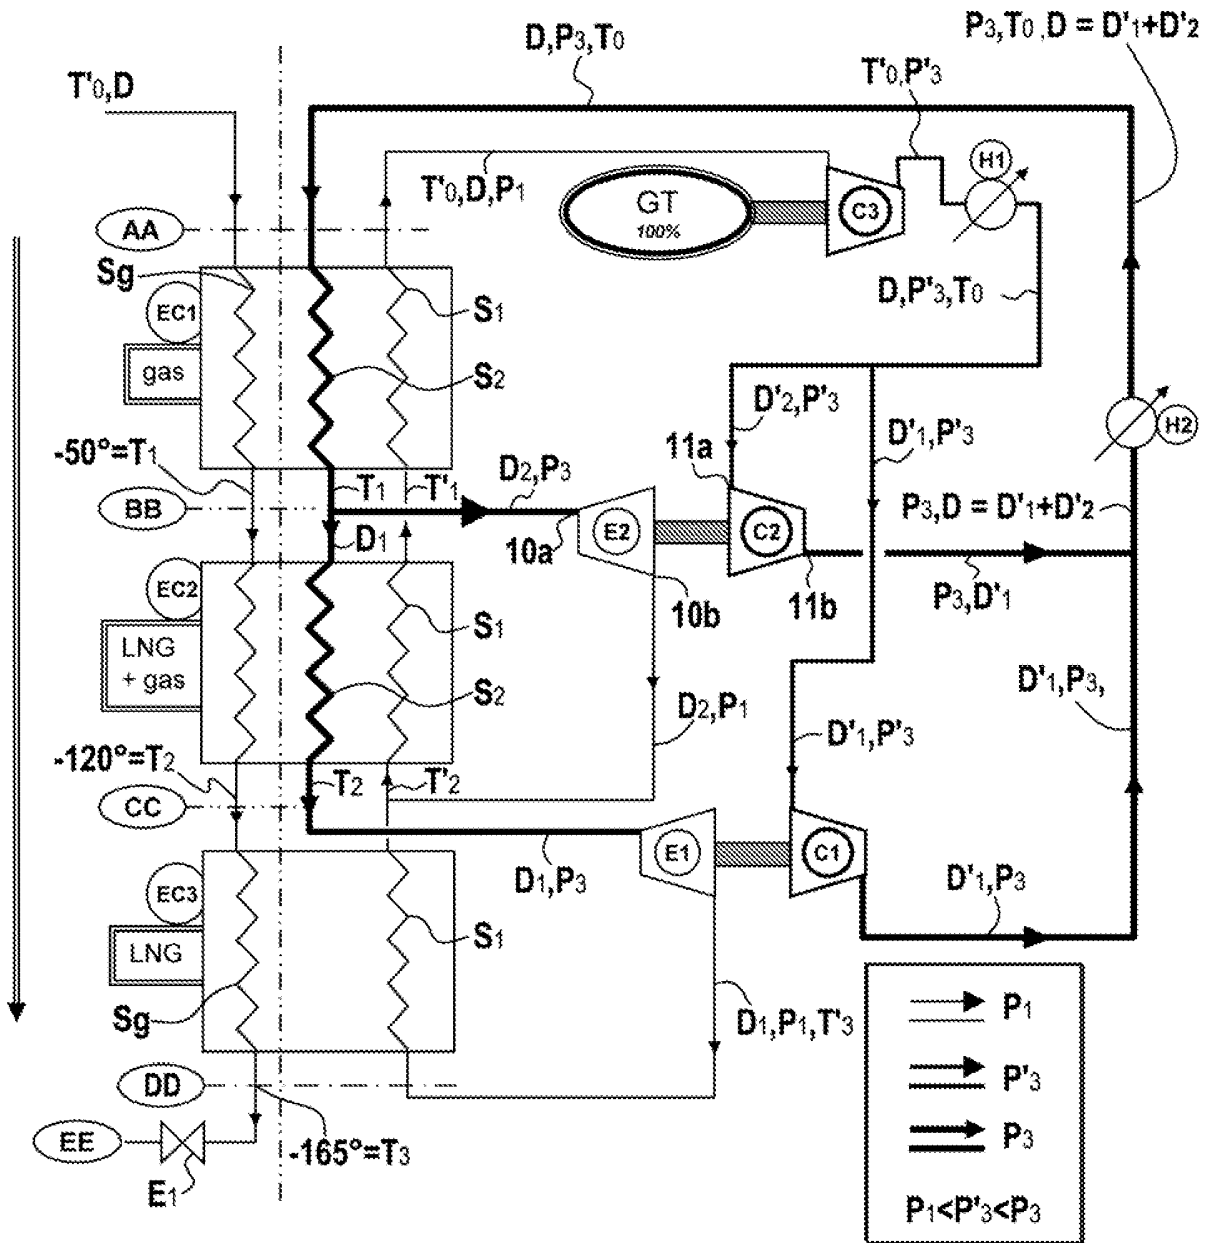 P3,T0 ,D = D'1+D'2
D,P3,T0
T'0,P'3
T'0,D
H1
T'0,D,P1
GT
100%
C3
AA
Sg
D,P'3,T0
EC1
S1
gas
S2
D'2,P'3
D'1,P'3
H2
-50°=T1
T1
T'1
D2,P3
11a
BB
P3,D = D'1+D'2
D1
10a
E2
C2
EC2
10b
11b
P3,D'1
LNG
+ gas
S1
S2
D2,P1
D'1,P3,
-120°=T2
T2
T'2
D'1,P'3
CC
E1
C1
EC3
D1,P3
D'1,P3
S1
LNG
Sg
D1,P1,T'3
P1
DD
P'3
EE
-165°=T3
P3
E1
P1<P'3<P3